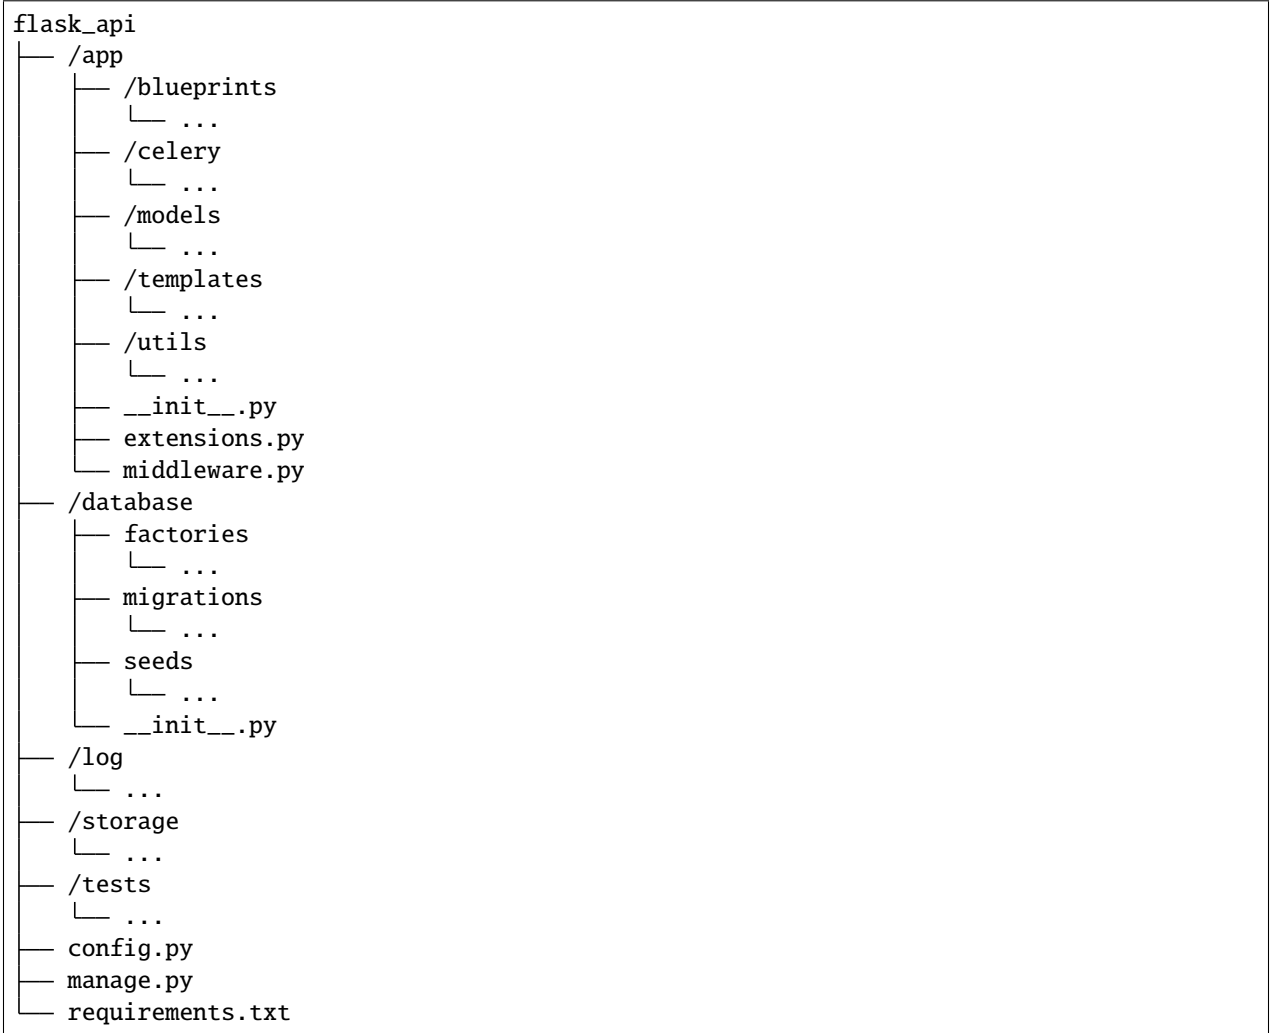 flask_api
├── /app
│   ├── /blueprints
│   │   └── ...
│   ├── /celery
│   │   └── ...
│   ├── /models
│   │   └── ...
│   ├── /templates
│   │   └── ...
│   ├── /utils
│   │   └── ...
│   ├── __init__.py
│   ├── extensions.py
│   └── middleware.py
├── /database
│   ├── factories
│   │   └── ...
│   ├── migrations
│   │   └── ...
│   ├── seeds
│   │   └── ...
│   └── __init__.py
├── /log
│   └── ...
├── /storage
│   └── ...
├── /tests
│   └── ...
├── config.py
├── manage.py
└── requirements.txt